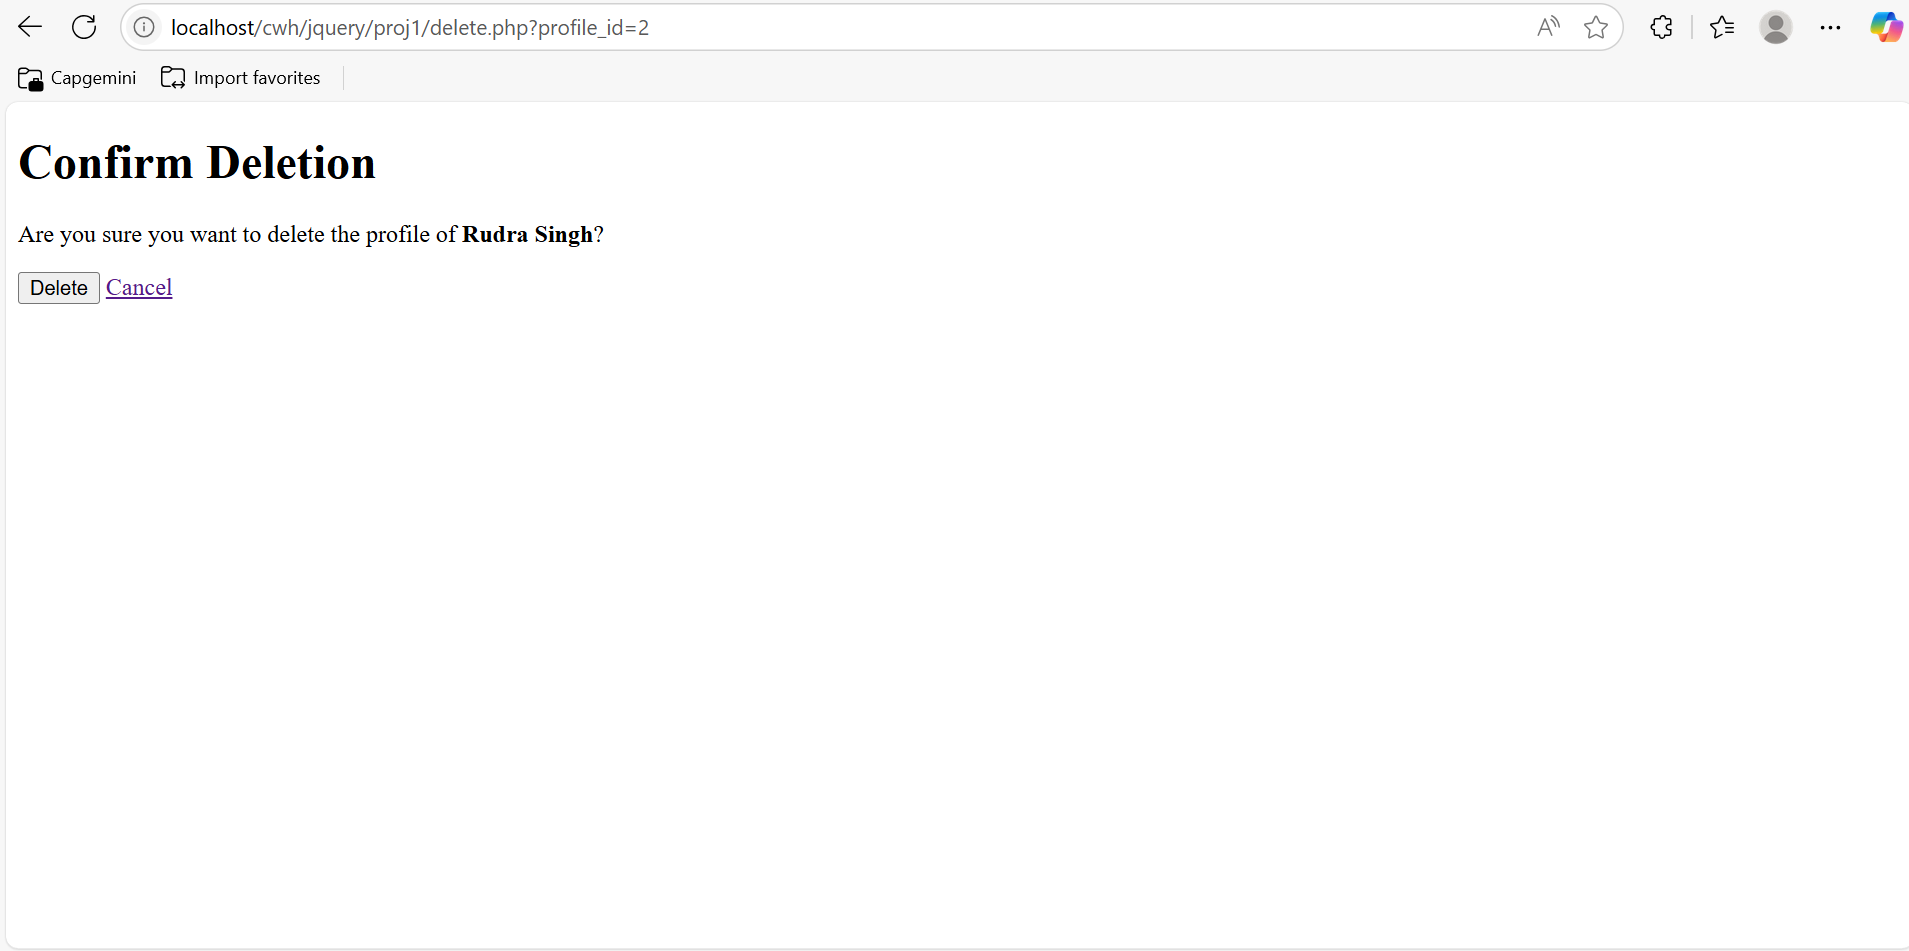 localhost/cwh/jquery/proj1/delete.php?profile_id=2
Capgemini Import favorites
Confirm Deletion
Are you sure you want to delete the profile of Rudra Singh?
Delete Cancel